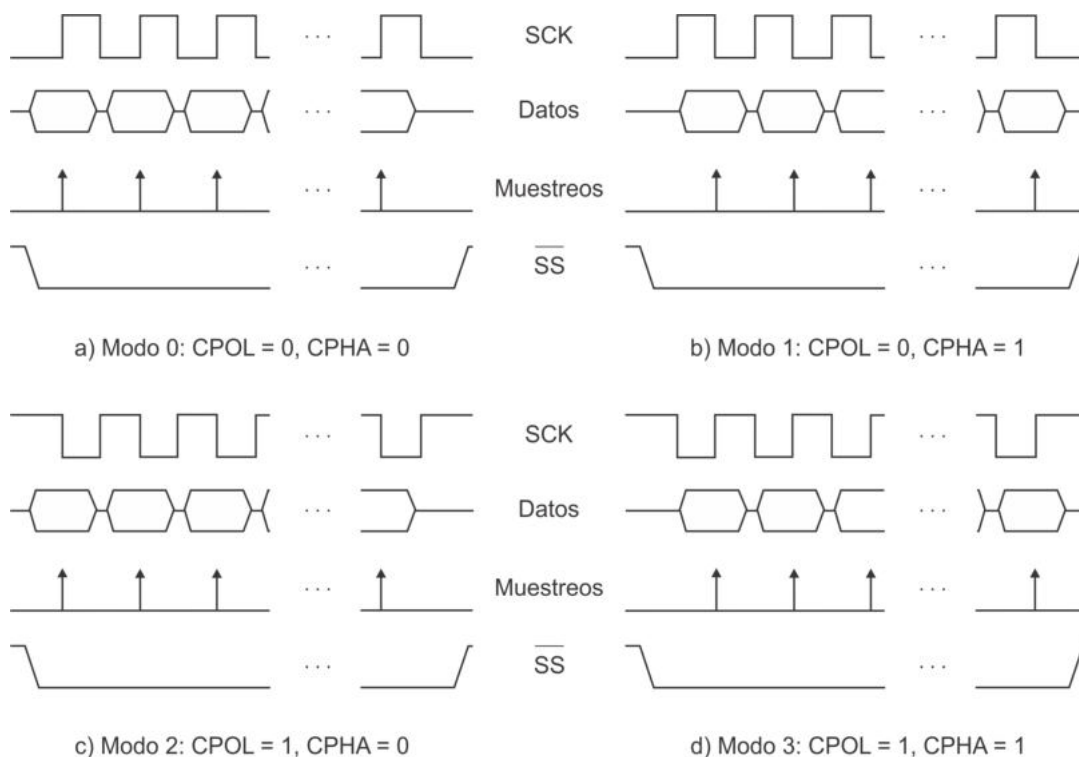 SCK
Datos
Muestreos
SS
a) Modo 0: CPOL = 0, CPHA = 0
b) Modo 1: CPOL = 0, CPHA = 1
SCK
Datos
Muestreos
SS
c) Modo 2: CPOL = 1, CPHA = 0
d) Modo 3: CPOL = 1, CPHA = 1